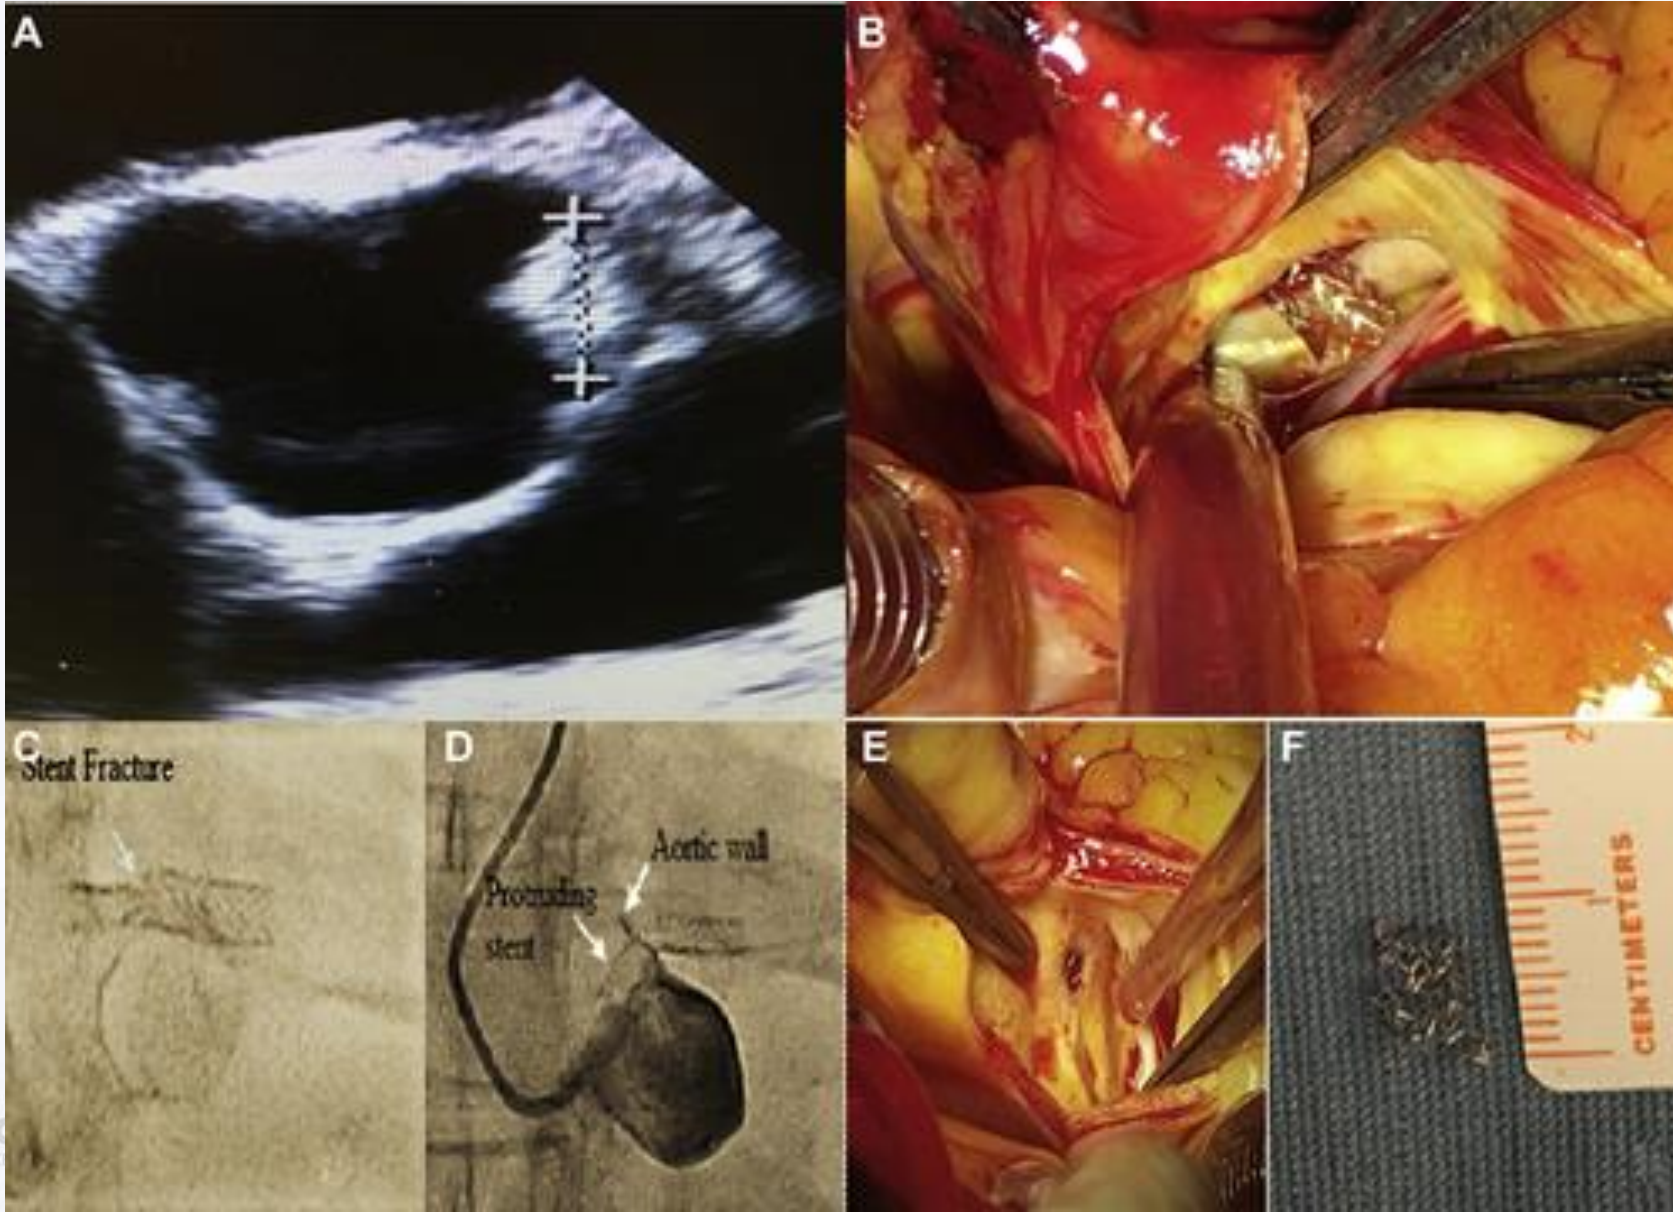 A
B
C
Stent Fracture
D
Aortic wall
Protruding
stent
E
F
2
1
CENTIMETERS